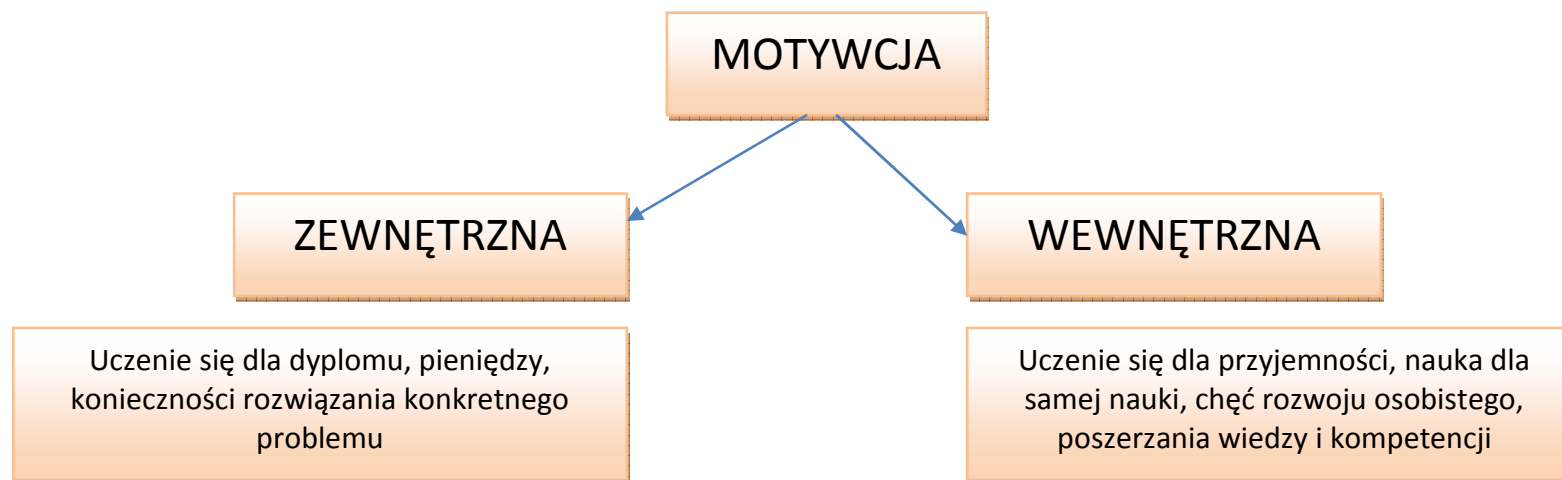 MOTYWCJA
ZEWNĘTRZNA
WEWNĘTRZNA
Uczenie się dla dyplomu, pieniędzy,
konieczności rozwiązania konkretnego
problemu
Uczenie się dla przyjemności, nauka dla
samej nauki, chęć rozwoju osobistego,
poszerzania wiedzy i kompetencji